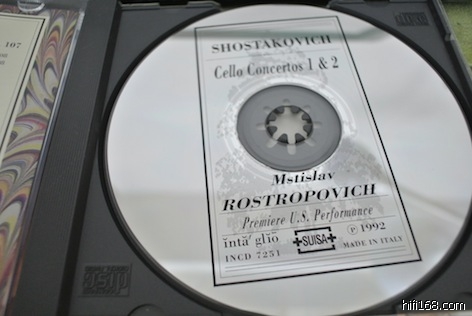 107
SHOSTAKOVICH
Cello Concertos 1 & 2
Mstislav
ROSTROPOVICH
Premiere U.S. Performance
intaglio
SUISA
℗ 1992
INCD 7251
MADE IN ITALY
hifi168.com